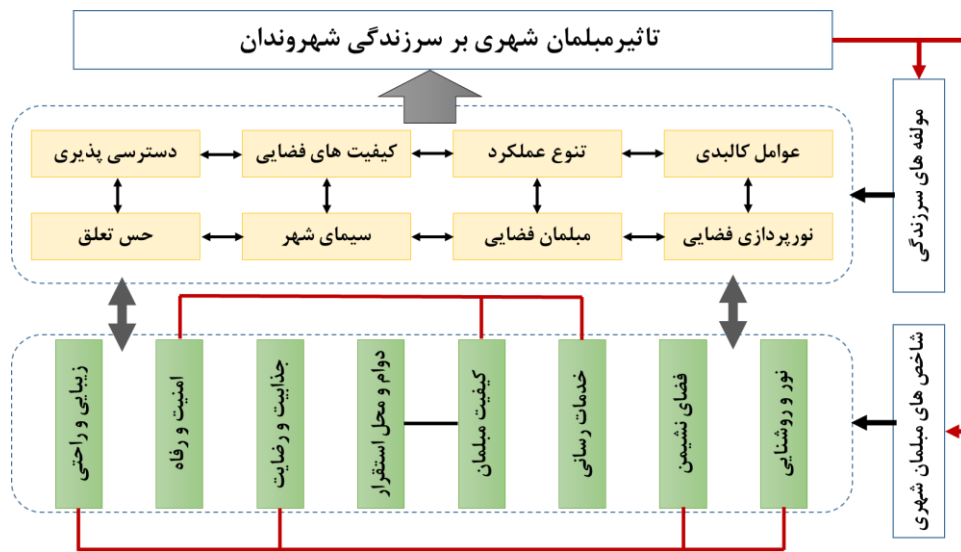 تاثیرمبلمان شهری بر سرزندگی شهروندان
مولفه های سرزندگی
عوامل کالبدی
تنوع عملکرد
کیفیت های فضایی
دسترسی پذیری
نورپردازی فضایی
مبلمان فضایی
سیمای شهر
حس تعلق
شاخص های مبلمان شهری
نور و روشنایی
فضای نشیمن
خدمات رسانی
کیفیت مبلمان
دوام و محل استقرار
جذابیت و رضایت
امنیت و رفاه
زیبایی و راحتی